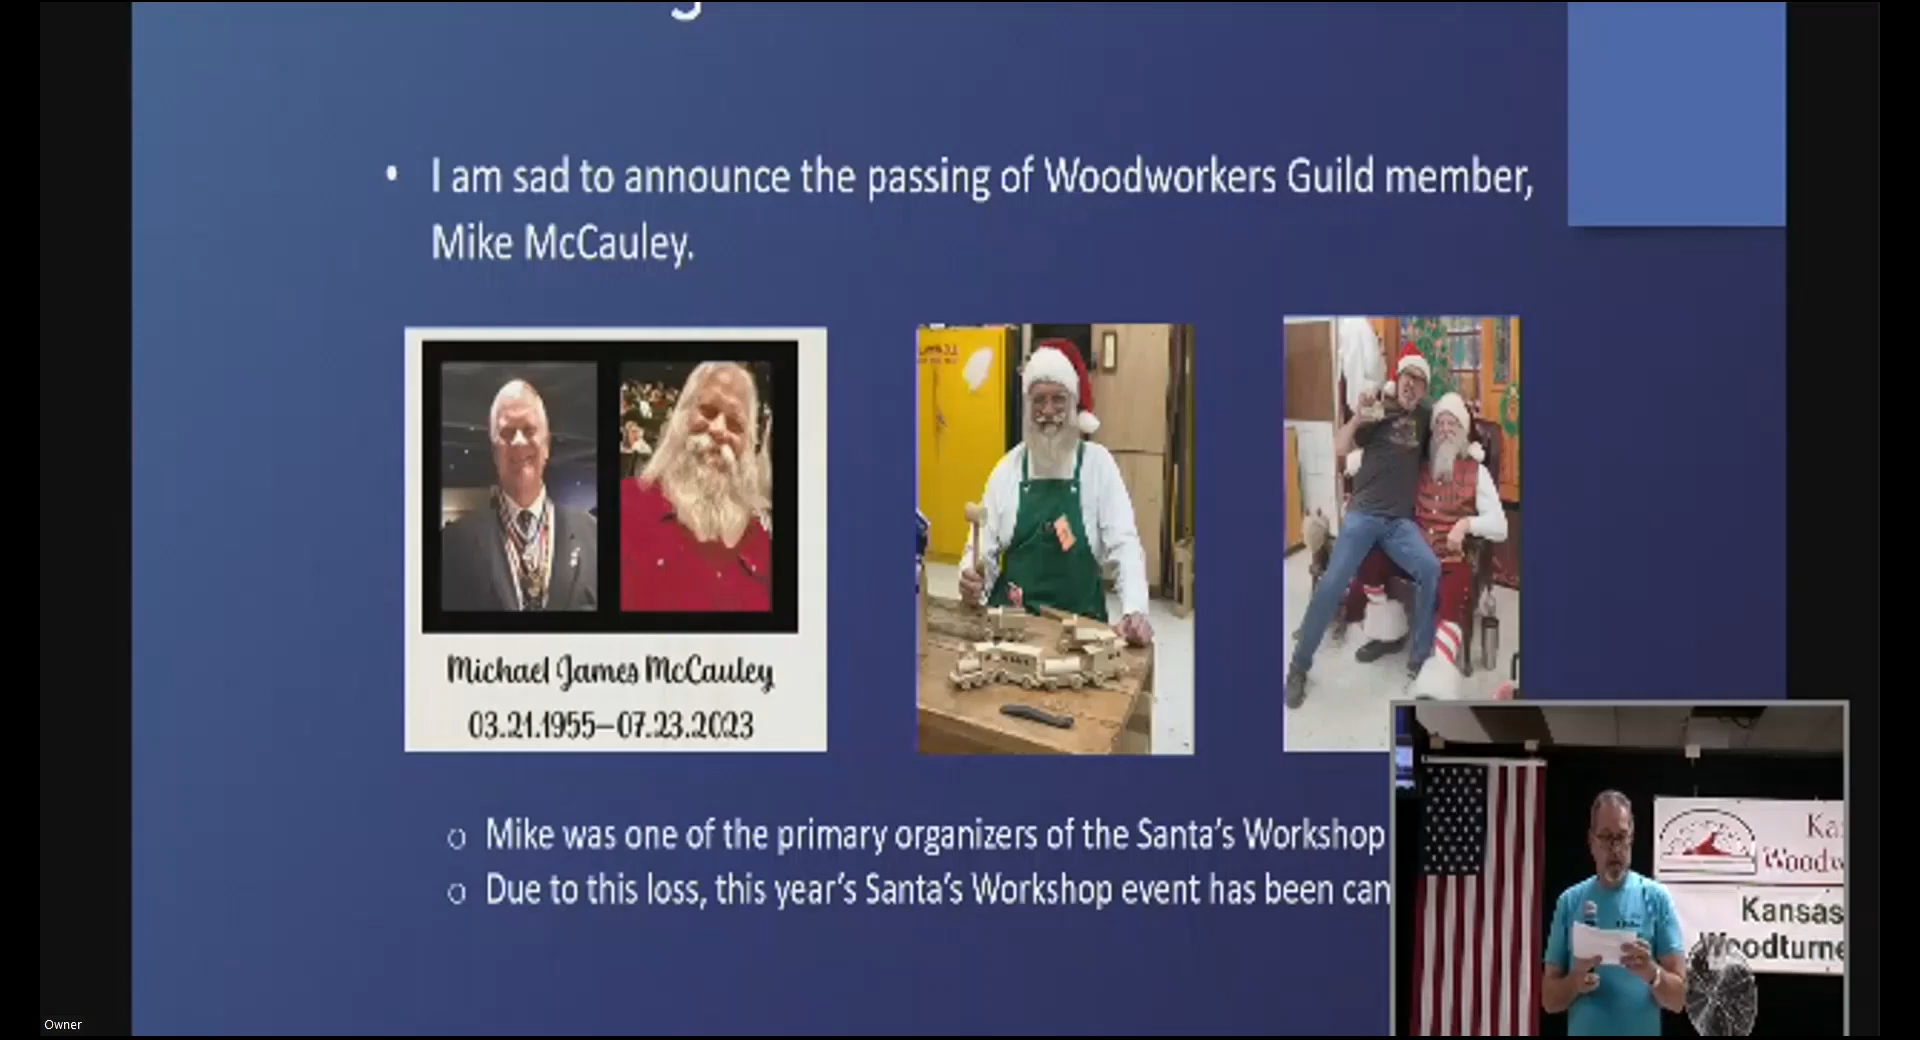 • I am sad to announce the passing of Woodworkers Guild member,
Mike McCauley.
Michael James McCauley
03.21.1955–07.23.2023
o Mike was one of the primary organizers of the Santa's Workshop
o Due to this loss, this year's Santa's Workshop event has been can
Ka
Woodw
Kansas
Woodturne
Owner